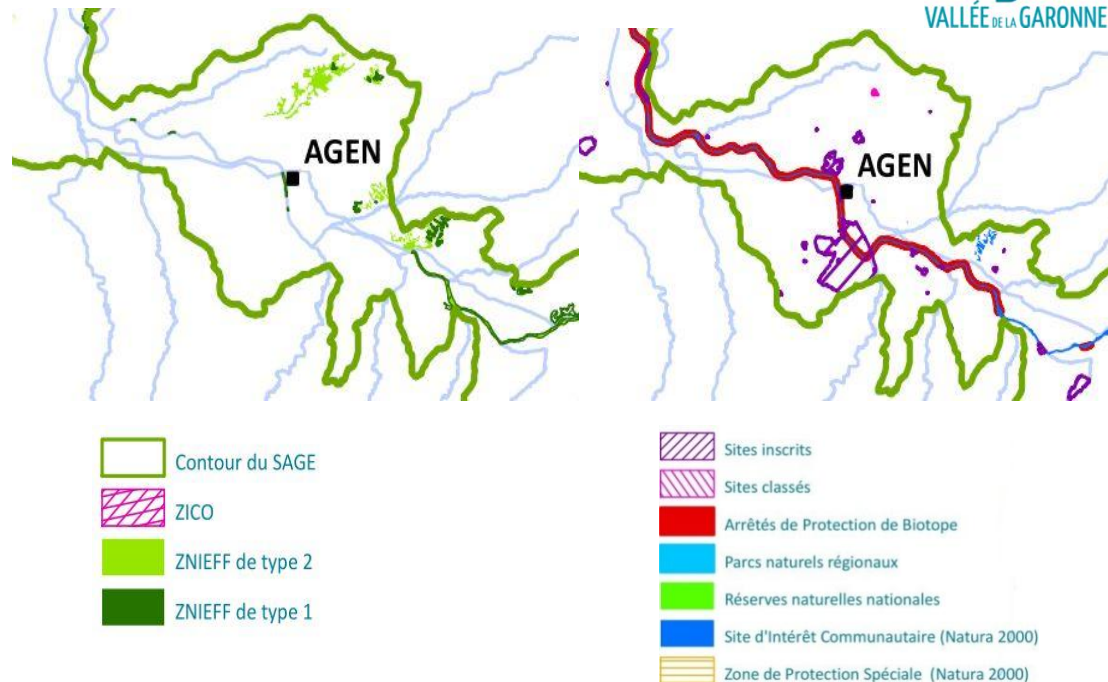 VALLÉE DE LA GARONNE
AGEN
AGEN
Contour du SAGE
ZICO
ZNIEFF de type 2
ZNIEFF de type 1
Sites inscrits
Sites classés
Arrêtés de Protection de Biotope
Parcs naturels régionaux
Réserves naturelles nationales
Site d'Intérêt Communautaire (Natura 2000)
Zone de Protection Spéciale (Natura 2000)